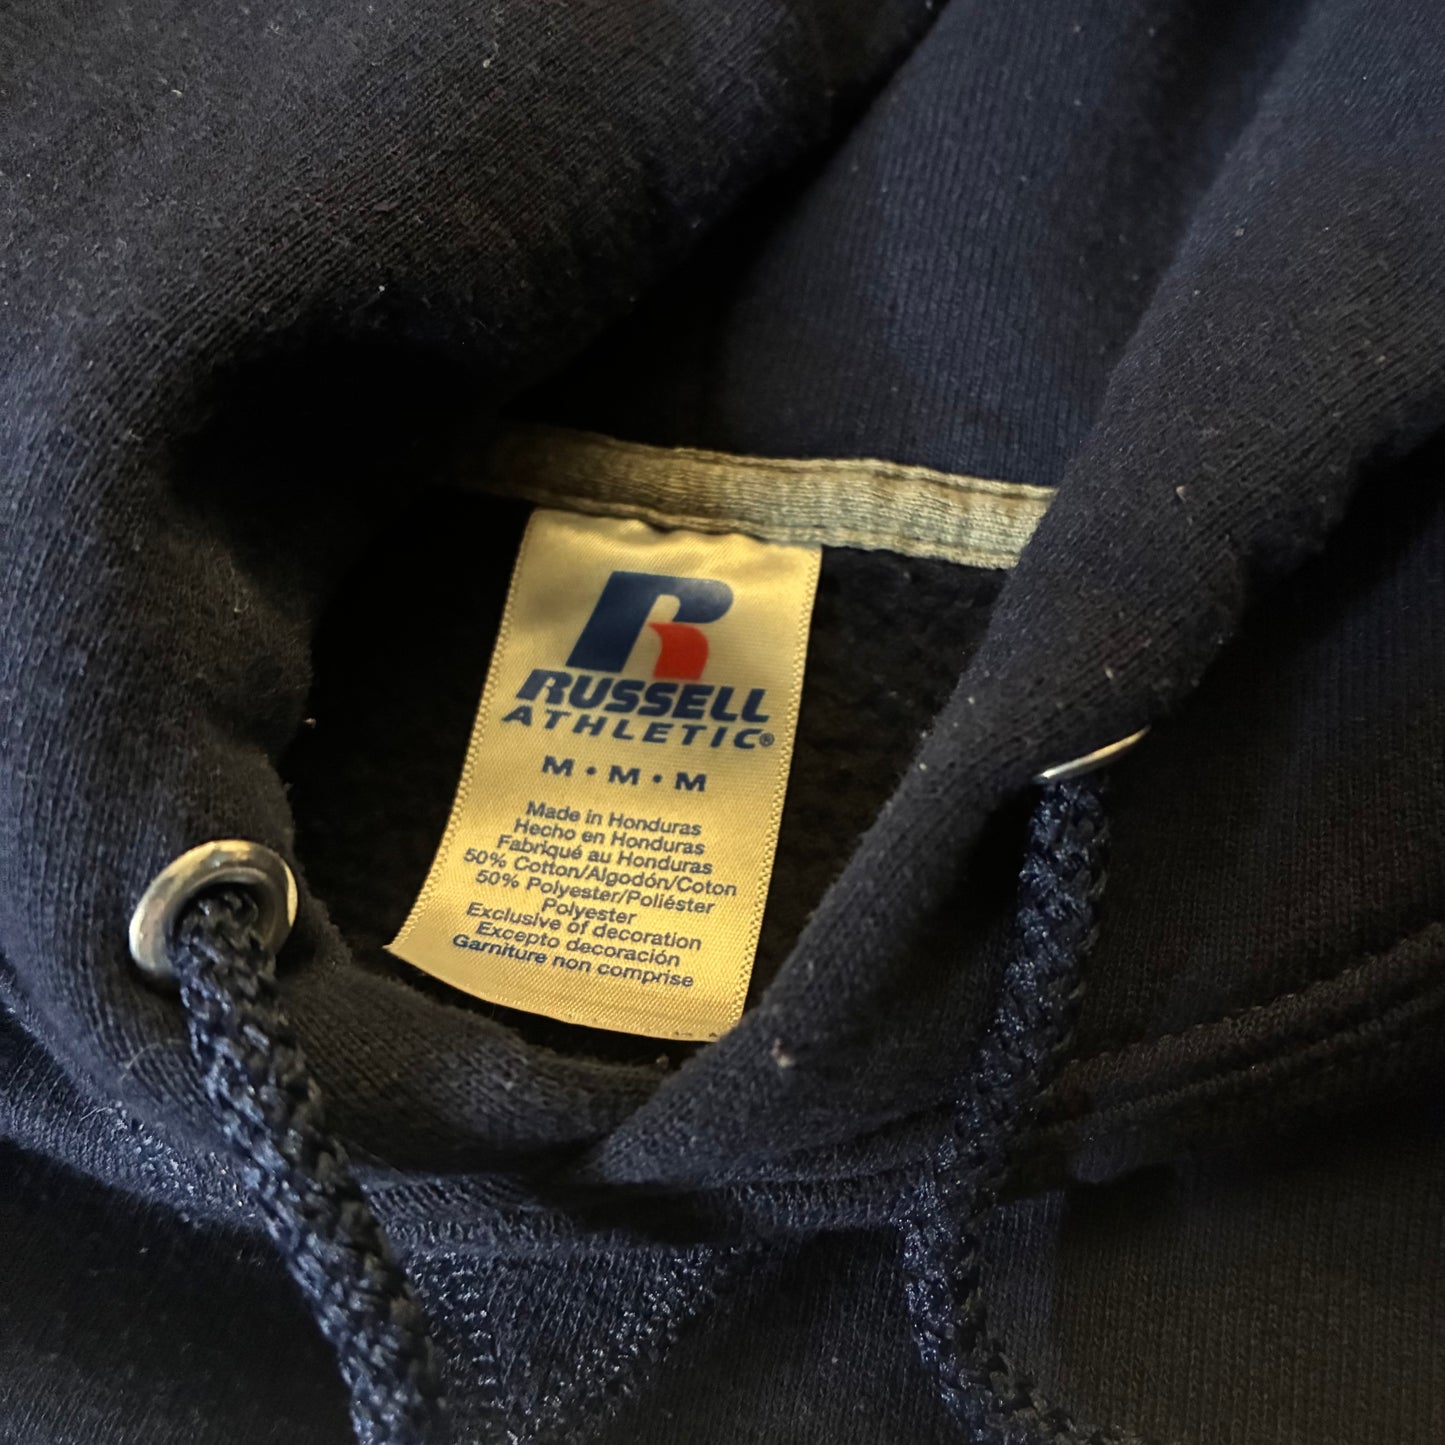 RUSSELL
ATHLETIC®
M • M • M
Made in Honduras
Hecho en Honduras
Fabriqué au Honduras
50% Cotton/Algodón/Coton
50% Polyester/Poliéster
Polyester
Exclusive of decoration
Excepto decoración
Garniture non comprise